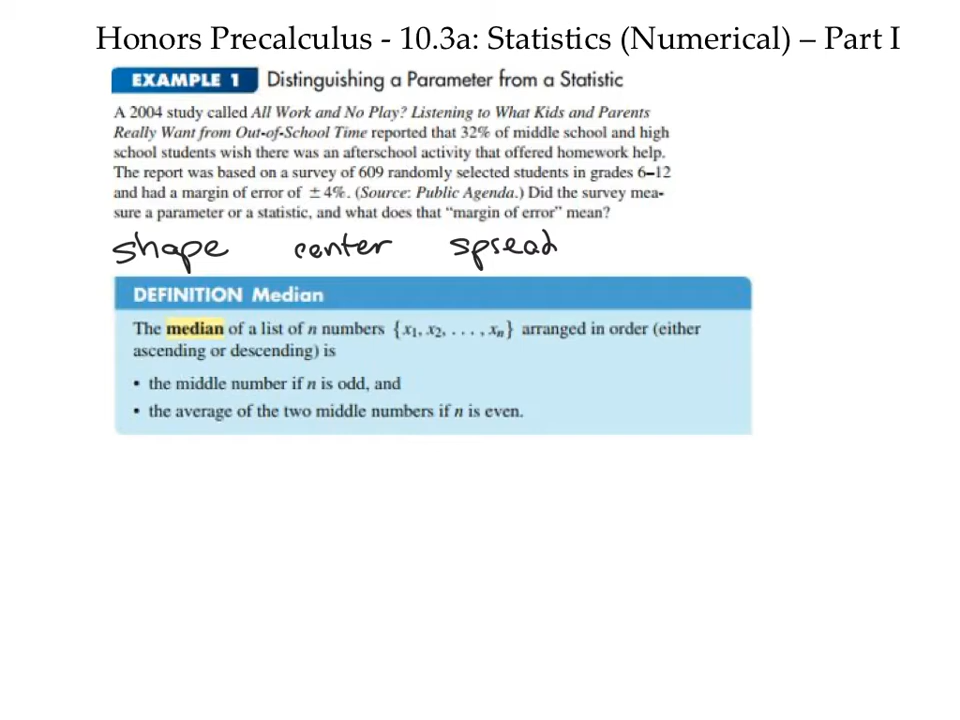 Honors Precalculus - 10.3a: Statistics (Numerical) – Part I
EXAMPLE 1 Distinguishing a Parameter from a Statistic
A 2004 study called All Work and No Play? Listening to What Kids and Parents
Really Want from Out-of-School Time reported that 32% of middle school and high
school students wish there was an afterschool activity that offered homework help.
The report was based on a survey of 609 randomly selected students in grades 6–12
and had a margin of error of ±4%. (Source: Public Agenda.) Did the survey mea-
sure a parameter or a statistic, and what does that “margin of error” mean?
shape center spread
DEFINITION Median
The median of a list of n numbers {x₁, x₂, . . . , xₙ} arranged in order (either
ascending or descending) is
• the middle number if n is odd, and
• the average of the two middle numbers if n is even.